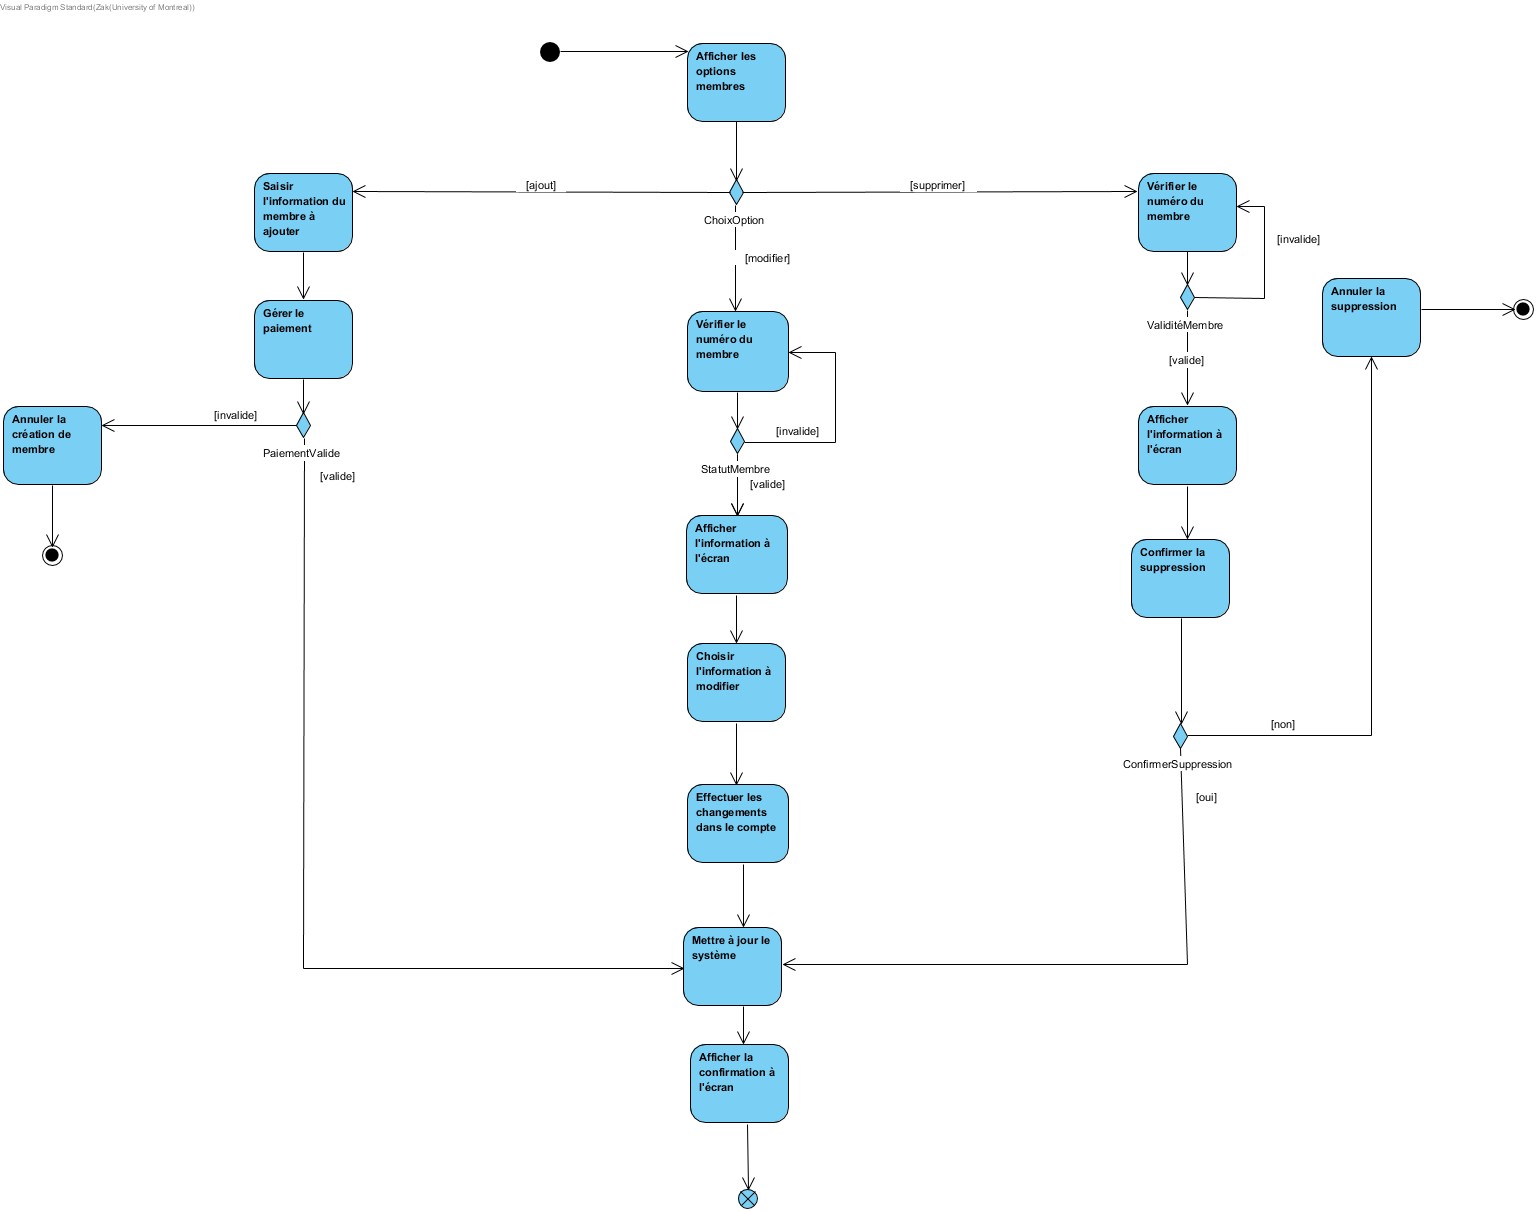 Visual Paradigm Standard(Zak(University of Montreal))
Afficher les
options
membres
[ajout]
ChoixOption
[supprimer]
[modifier]
Saisir
l'information du
membre à
ajouter
Gérer le
paiement
[invalide]
PaiementValide
[valide]
Annuler la
création de
membre
Vérifier le
numéro du
membre
[invalide]
StatutMembre
[valide]
Afficher
l'information à
l'écran
Choisir
l'information à
modifier
Effectuer les
changements
dans le compte
Vérifier le
numéro du
membre
[invalide]
ValiditéMembre
[valide]
Afficher
l'information à
l'écran
Confirmer la
suppression
ConfirmerSuppression
[non]
[oui]
Annuler la
suppression
Mettre à jour le
système
Afficher la
confirmation à
l'écran